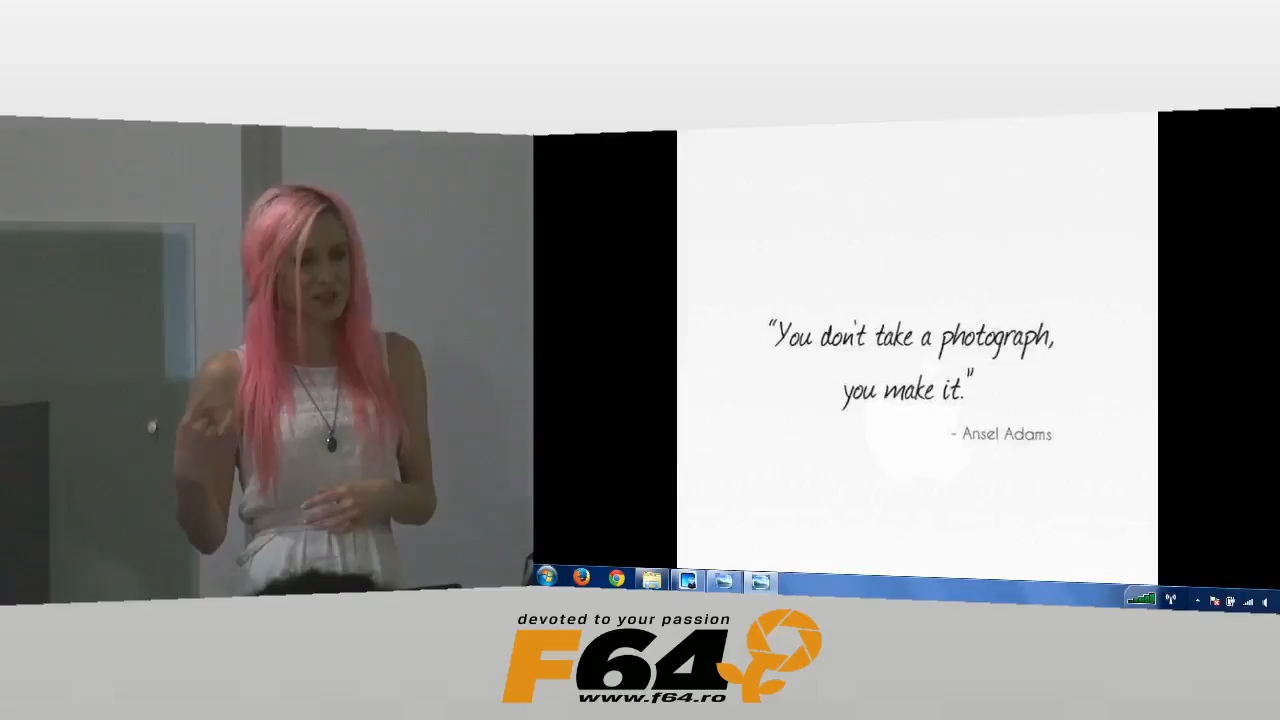 “You don't take a photograph,
you make it.”
- Ansel Adams
devoted to your passion
F64
www.f64.ro